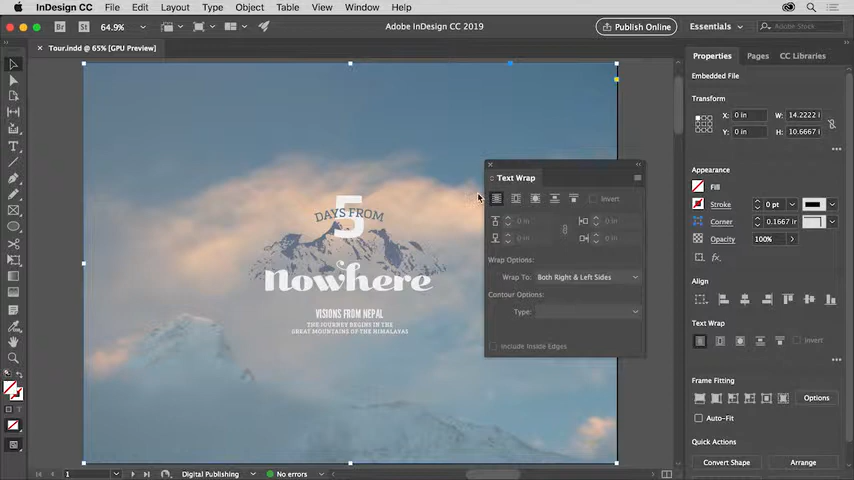 InDesign CC File Edit Layout Type Object Table View Window Help
Br St 64.9% Adobe InDesign CC 2019 Publish Online Essentials Adobe Stock
× Tour.indd @ 65% [GPU Preview]
Properties Pages CC Libraries
Embedded File
Transform
X: 0 in W: 14.2222 i
Y: 0 in H: 10.6667 i
Appearance
Fill
Stroke 0 pt
Corner 0.1667 in
Opacity 100%
fx.
Align
Text Wrap
Invert
Frame Fitting
Options
Auto-Fit
Quick Actions
Convert Shape Arrange
Text Wrap
Invert
0 in 0 in
0 in 0 in
Wrap Options:
Wrap To: Both Right & Left Sides
Contour Options:
Type:
Include Inside Edges
5
DAYS FROM
Nowhere
VISIONS FROM NEPAL
THE JOURNEY BEGINS IN THE
GREAT MOUNTAINS OF THE HIMALAYAS
1 Digital Publishing No errors